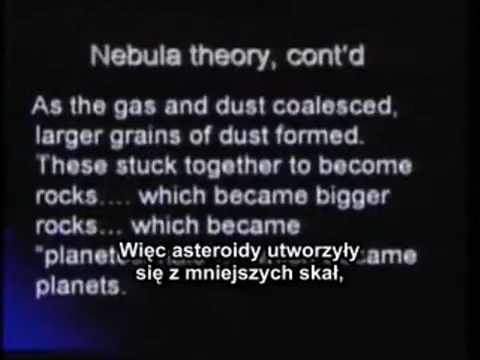 Nebula theory, cont'd
As the gas and dust coalesced,
larger grains of dust formed.
These stuck together to become
rocks.... which became bigger
rocks... which became
"planete
ame
planets.
Więc asteroidy utworzyły
się z mniejszych skał,